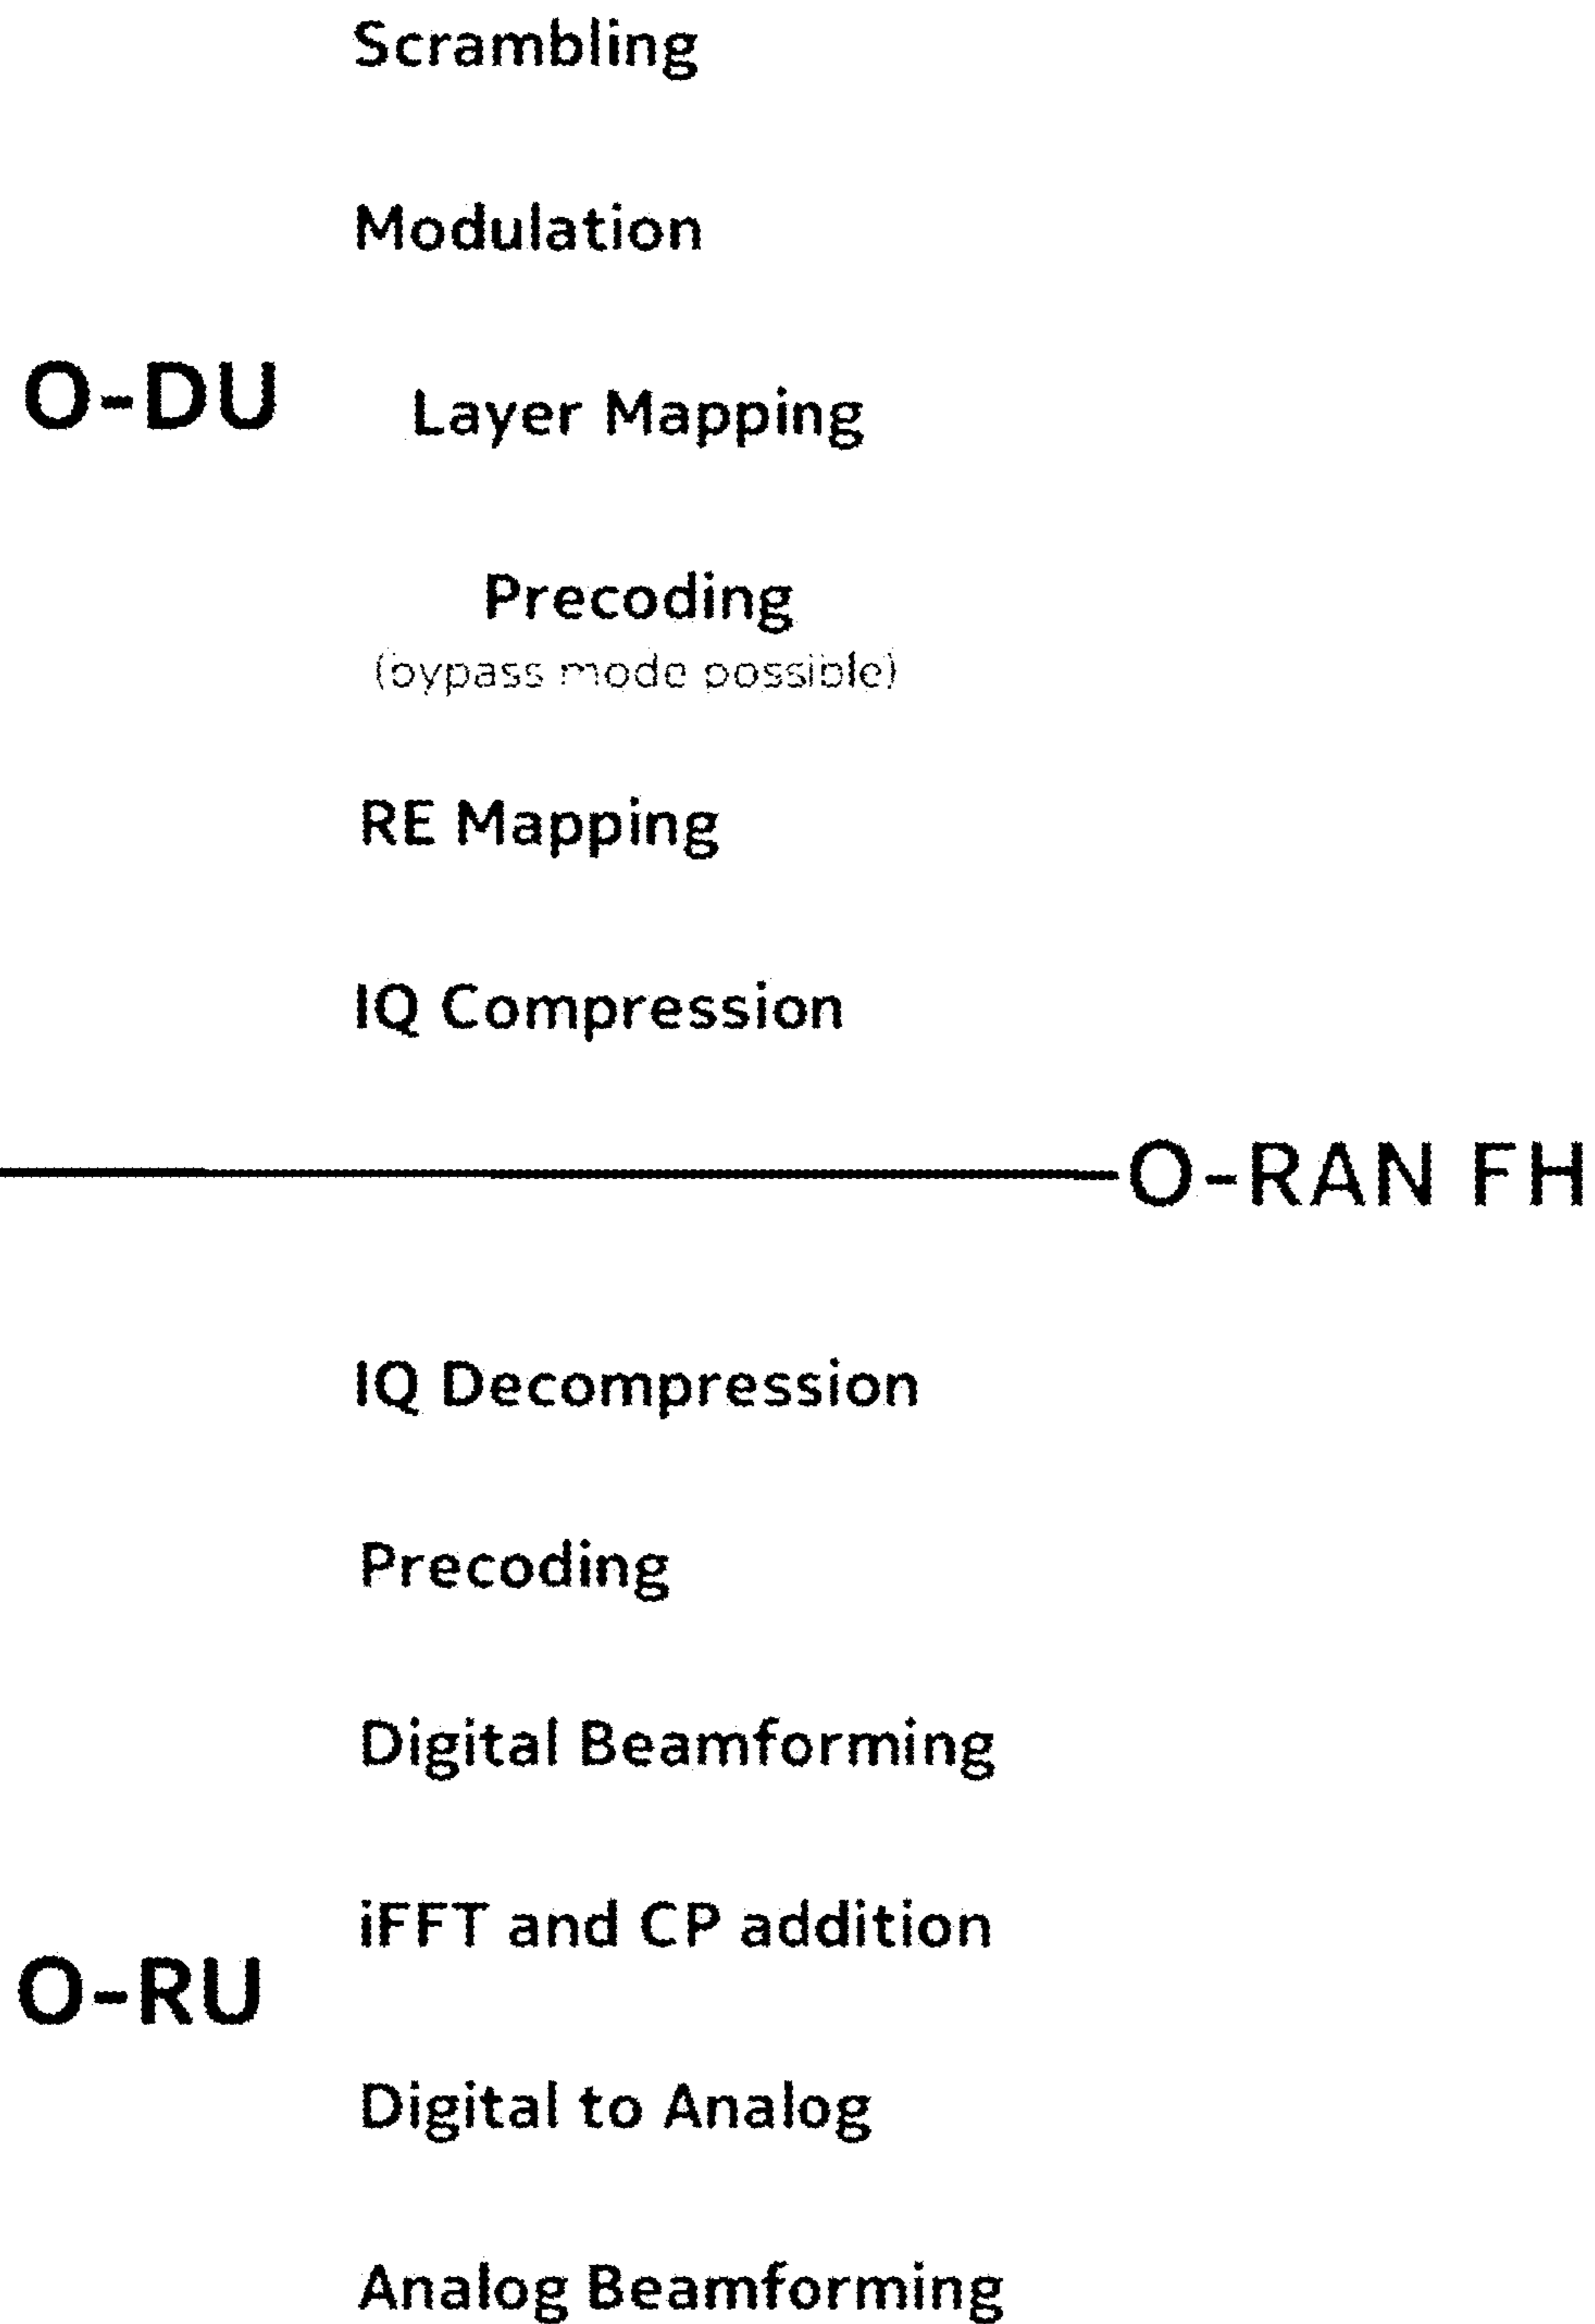 Scrambling
Modulation
O-DU
Layer Mapping
Precoding
(bypass mode possible)
RE Mapping
IQ Compression
O-RAN FH
IQ Decompression
Precoding
Digital Beamforming
iFFT and CP addition
O-RU
Digital to Analog
Analog Beamforming